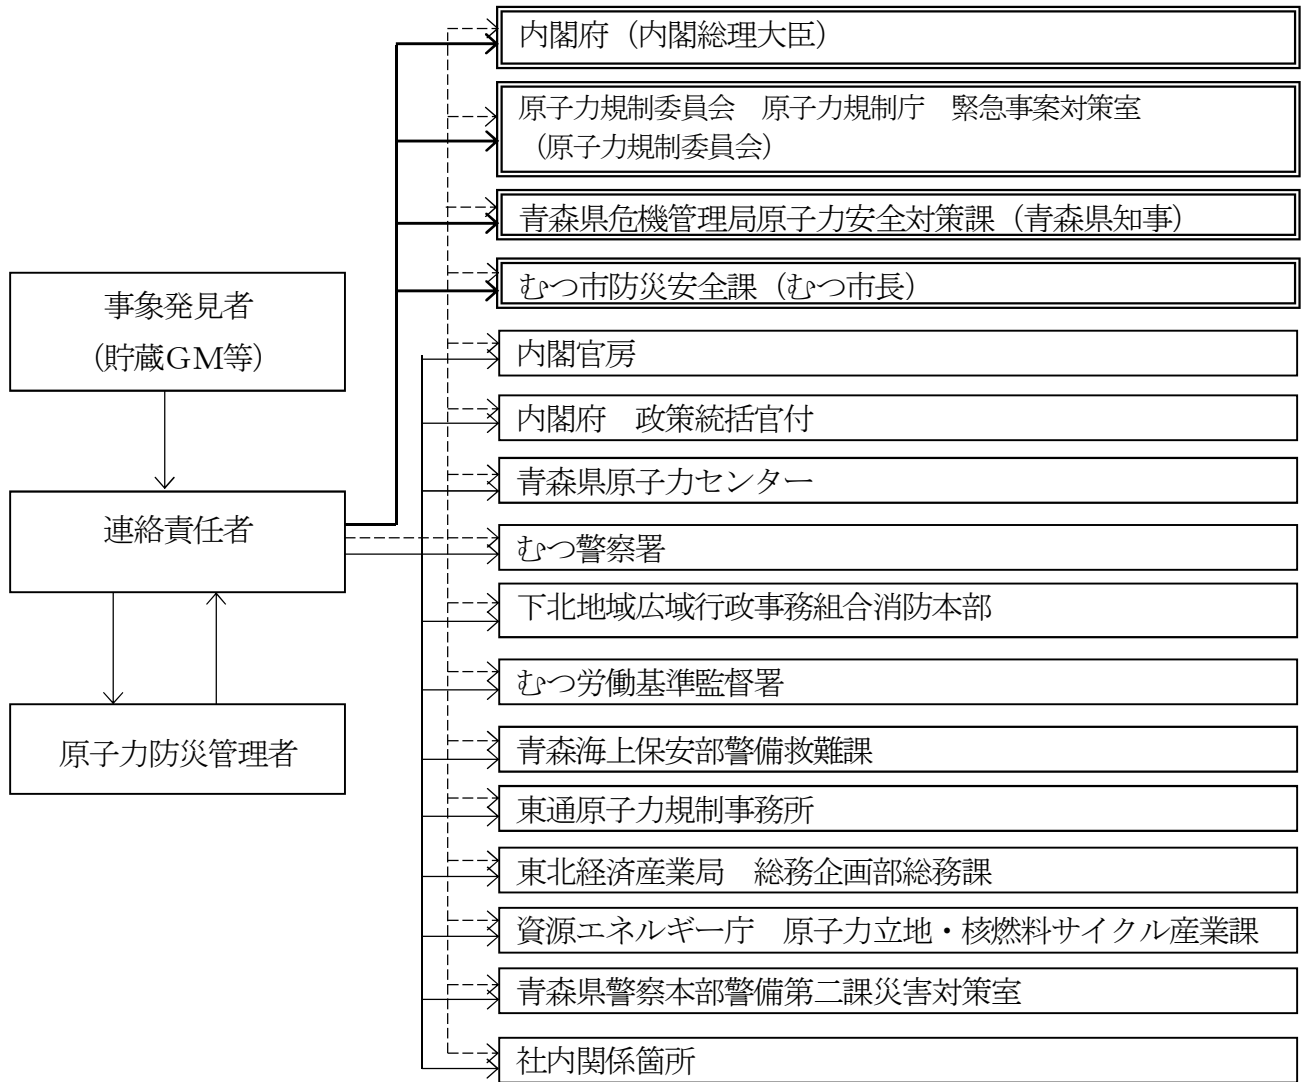 内閣府（内閣総理大臣）
原子力規制委員会　原子力規制庁　緊急事案対策室
（原子力規制委員会）
青森県危機管理局原子力安全対策課（青森県知事）
むつ市防災安全課（むつ市長）
事象発見者
（貯蔵ＧＭ等）
内閣官房
内閣府　政策統括官付
青森県原子力センター
連絡責任者
むつ警察署
下北地域広域行政事務組合消防本部
むつ労働基準監督署
原子力防災管理者
青森海上保安部警備救難課
東通原子力規制事務所
東北経済産業局　総務企画部総務課
資源エネルギー庁　原子力立地・核燃料サイクル産業課
青森県警察本部警備第二課災害対策室
社内関係箇所